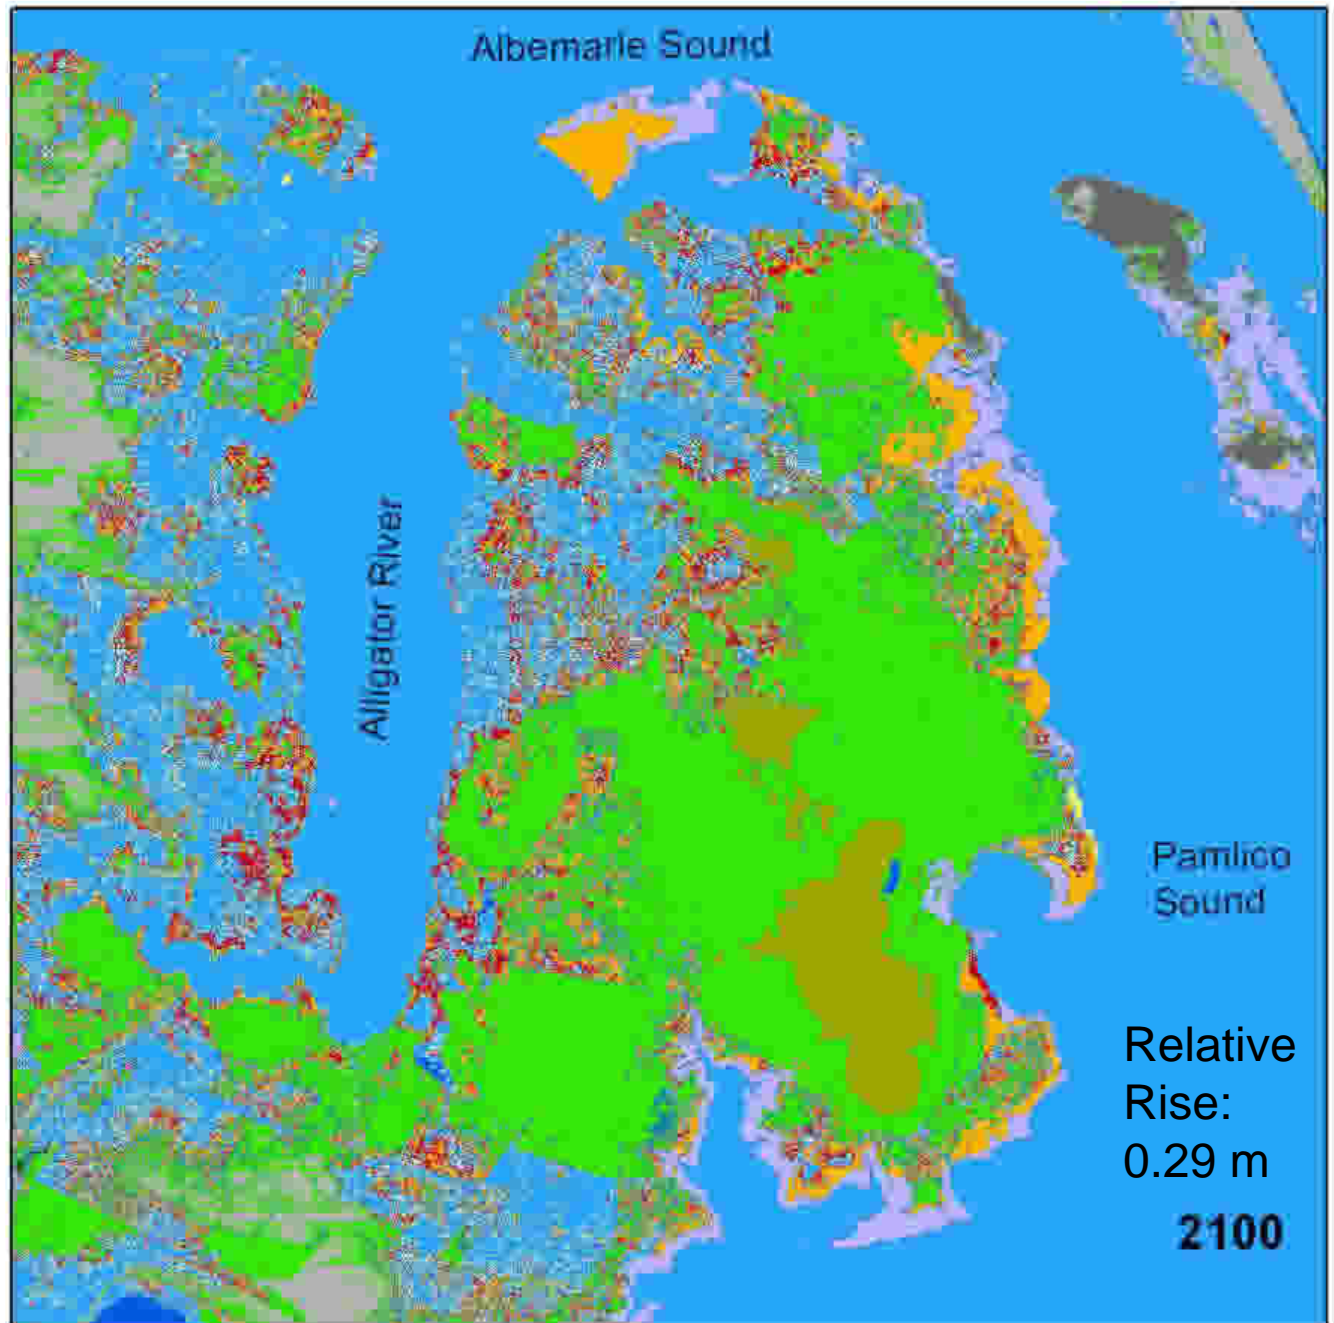 Albemarle Sound
Alligator River
Pamlico
Sound
Relative
Rise:
0.29 m
2100